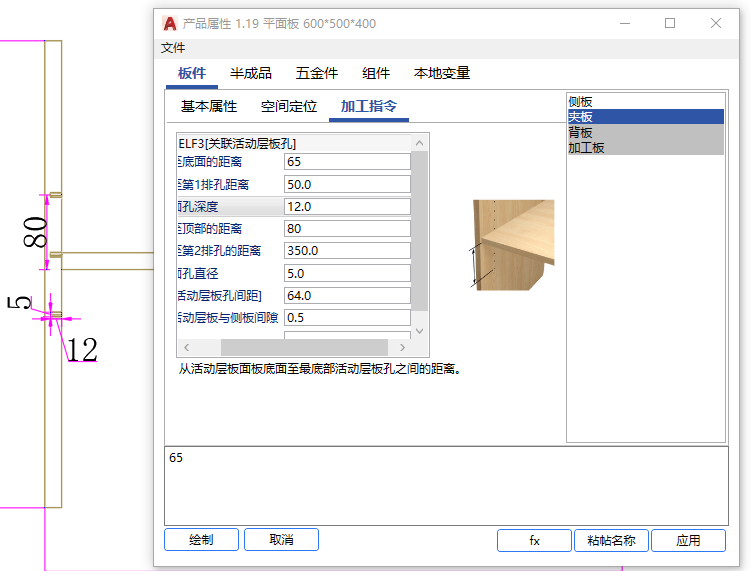 产品属性 1.19 平面板 600*500*400
文件
板件 半成品 五金件 组件 本地变量
基本属性 空间定位 加工指令
ELF3[关联活动层板孔]
至底面的距离 65
至第1排孔距离 50.0
面孔深度 12.0
至顶部的距离 80
至第2排孔的距离 350.0
面孔直径 5.0
活动层板孔间距] 64.0
活动层板与侧板间隙 0.5
从活动层板面板底面至最底部活动层板孔之间的距离。
侧板
夹板
背板
加工板
65
绘制 取消 fx 粘帖名称 应用
80
5
12